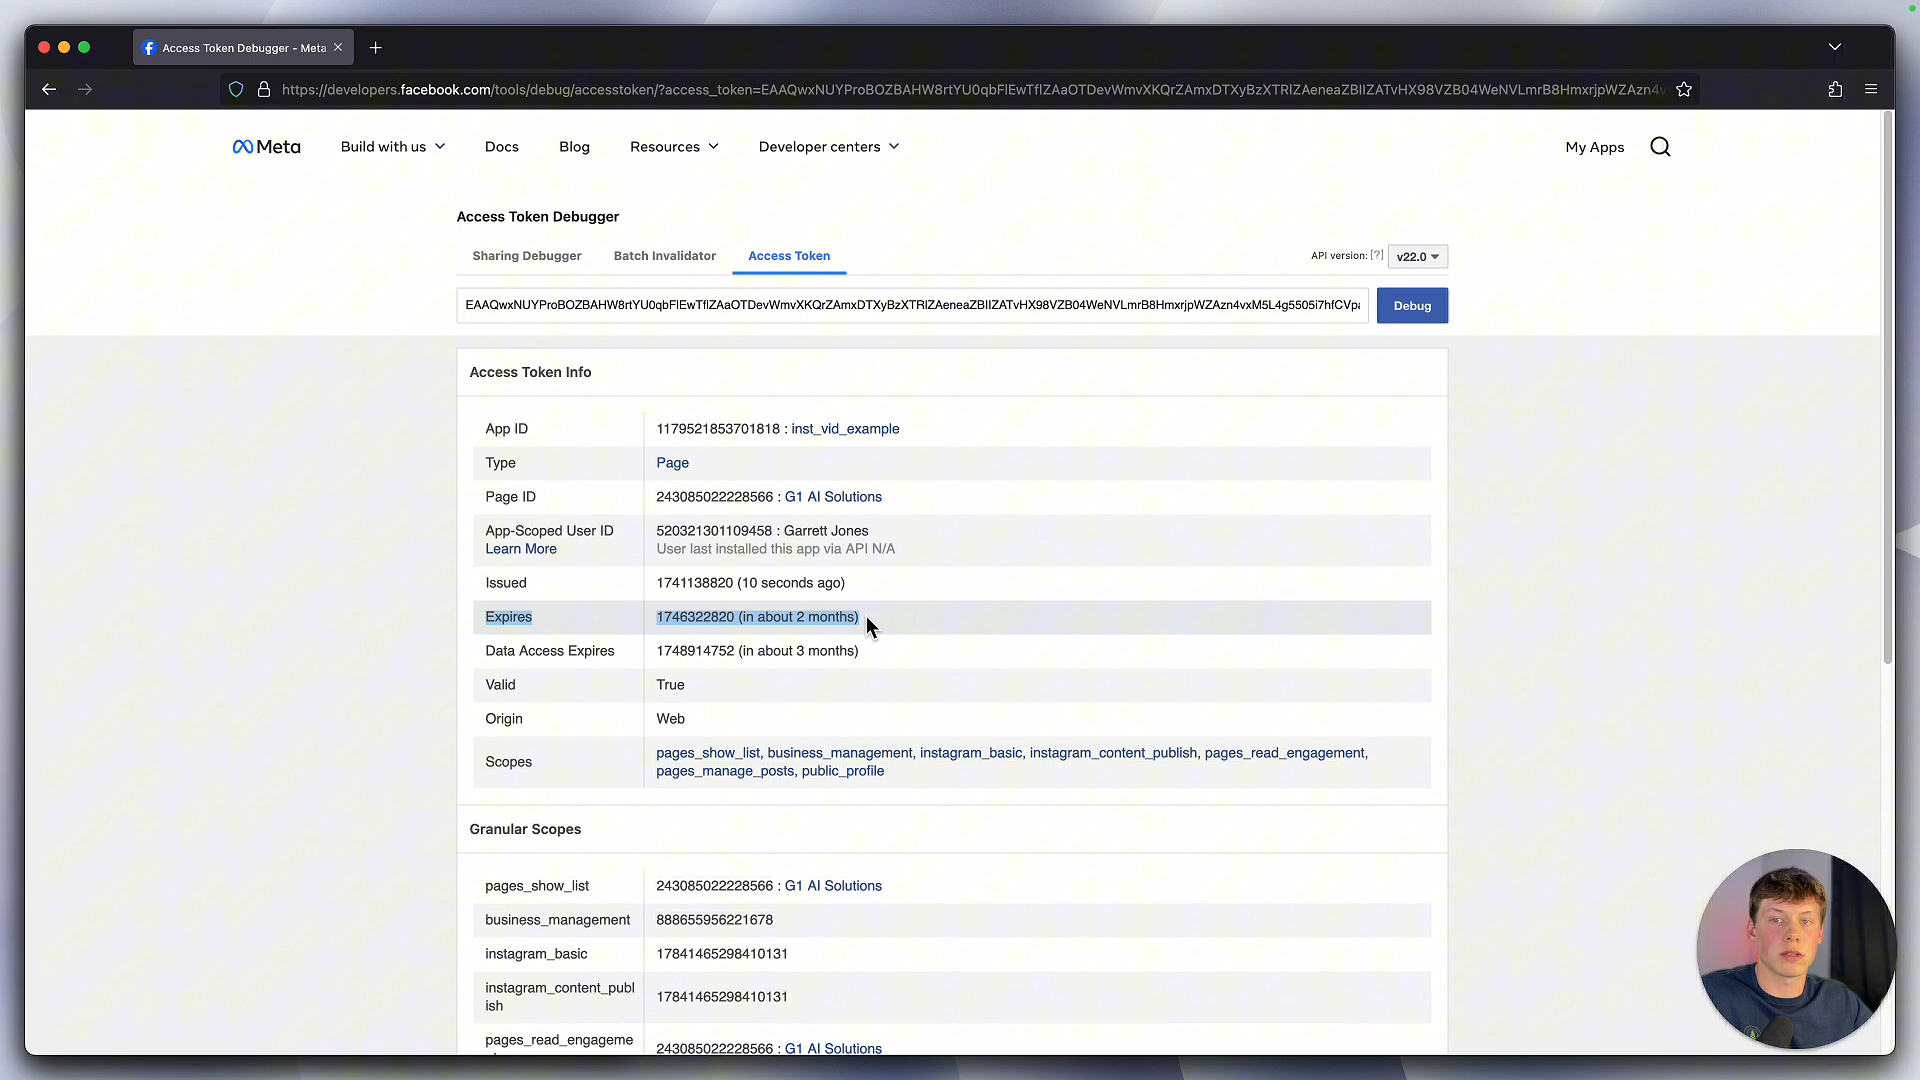 Access Token Debugger - Meta
https://developers.facebook.com/tools/debug/accesstoken/?access_token=EAAQwxNUYProBOZBAHW8rtYU0qbFlEwTflZAaOTDevWmvXKQrZAmxDTXyBzXTRlZAeneaZBIIZATvHX98VZB04WeNVLmrB8HmxrjpWZAzn4v
Meta
Build with us
Docs
Blog
Resources
Developer centers
My Apps
Access Token Debugger
Sharing Debugger
Batch Invalidator
Access Token
API version: [?] v22.0
EAAQwxNUYProBOZBAHW8rtYU0qbFlEwTflZAaOTDevWmvXKQrZAmxDTXyBzXTRlZAeneaZBIIZATvHX98VZB04WeNVLmrB8HmxrjpWZAzn4vxM5L4g5505i7hfCVpa
Debug
Access Token Info
App ID 1179521853701818 : inst_vid_example
Type Page
Page ID 243085022228566 : G1 AI Solutions
App-Scoped User ID 520321301109458 : Garrett Jones
Learn More User last installed this app via API N/A
Issued 1741138820 (10 seconds ago)
Expires 1746322820 (in about 2 months)
Data Access Expires 1748914752 (in about 3 months)
Valid True
Origin Web
Scopes pages_show_list, business_management, instagram_basic, instagram_content_publish, pages_read_engagement,
pages_manage_posts, public_profile
Granular Scopes
pages_show_list 243085022228566 : G1 AI Solutions
business_management 888655956221678
instagram_basic 17841465298410131
instagram_content_publ
ish 17841465298410131
pages_read_engageme
243085022228566 : G1 AI Solutions